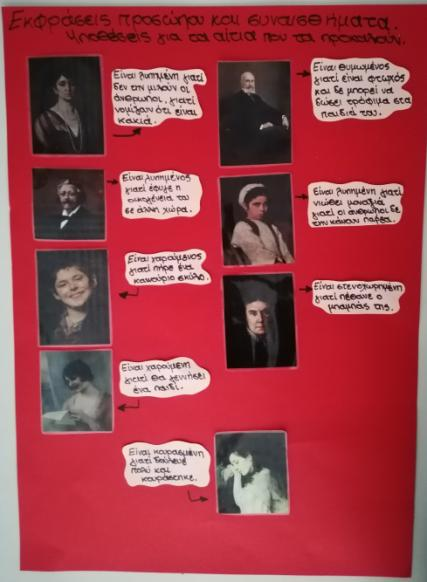 Εκφράσεις προσώπου και συναισθήματα.
Υποθέσεις για τα αίτια που τα προκαλούν.
Είναι λυπημένη γιατί
δεν την μιλούν οι
άνθρωποι, γιατί
νομίζουν ότι είναι
κακιά.
Είναι θυμωμένος
γιατί είναι φτωχός
και δε μπορεί να
δώσει τρόφιμα στα
παιδιά του.
Είναι λυπημένος
γιατί έφυγε η
οικογένεια του
σε άλλη χώρα.
Είναι λυπημένη γιατί
νιώθει μοναξιά
γιατί οι άνθρωποι δε
την κάνουν παρέα.
Είναι χαρούμενος
γιατί πήρε ένα
καινούριο σκύλο.
Είναι στενοχωρημένη
γιατί πέθανε ο
μπαμπάς της.
Είναι χαρούμενη
γιατί θα γεννήσει
ένα παιδί.
Είναι κουρασμένη
γιατί δούλεψε
πολύ και
κουράστηκε.